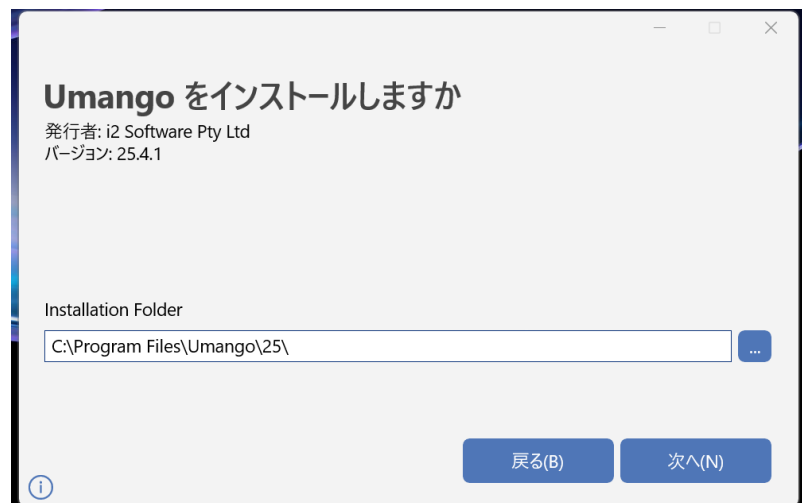 Umango をインストールしますか
発行者: i2 Software Pty Ltd
バージョン: 25.4.1
Installation Folder
C:\Program Files\Umango\25\
...
戻る(B)
次へ(N)